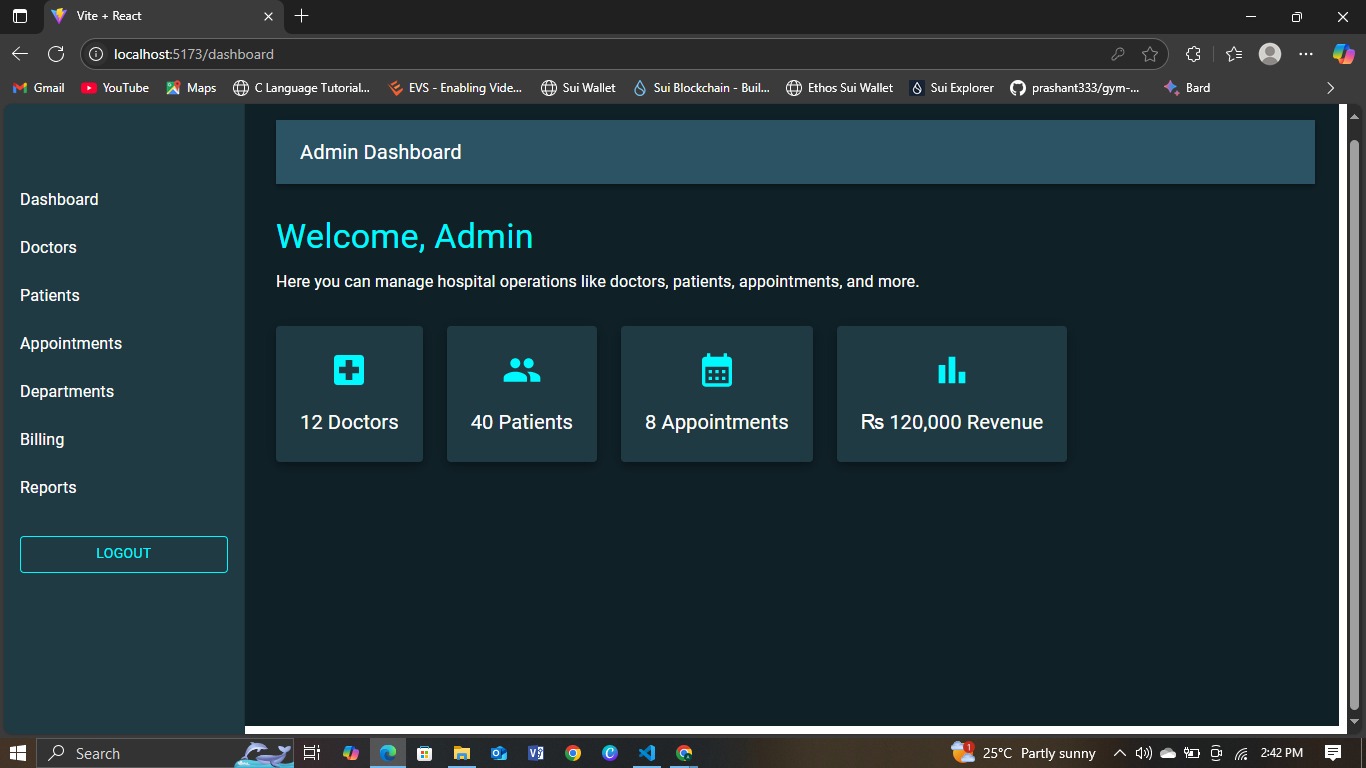 Vite + React
localhost:5173/dashboard
Gmail YouTube Maps C Language Tutorial... EVS - Enabling Vide... Sui Wallet Sui Blockchain - Buil... Ethos Sui Wallet Sui Explorer prashant333/gym-... Bard
Admin Dashboard
Dashboard
Doctors
Patients
Appointments
Departments
Billing
Reports
LOGOUT
Welcome, Admin
Here you can manage hospital operations like doctors, patients, appointments, and more.
12 Doctors
40 Patients
8 Appointments
₨ 120,000 Revenue
Search
1
25°C Partly sunny
2:42 PM